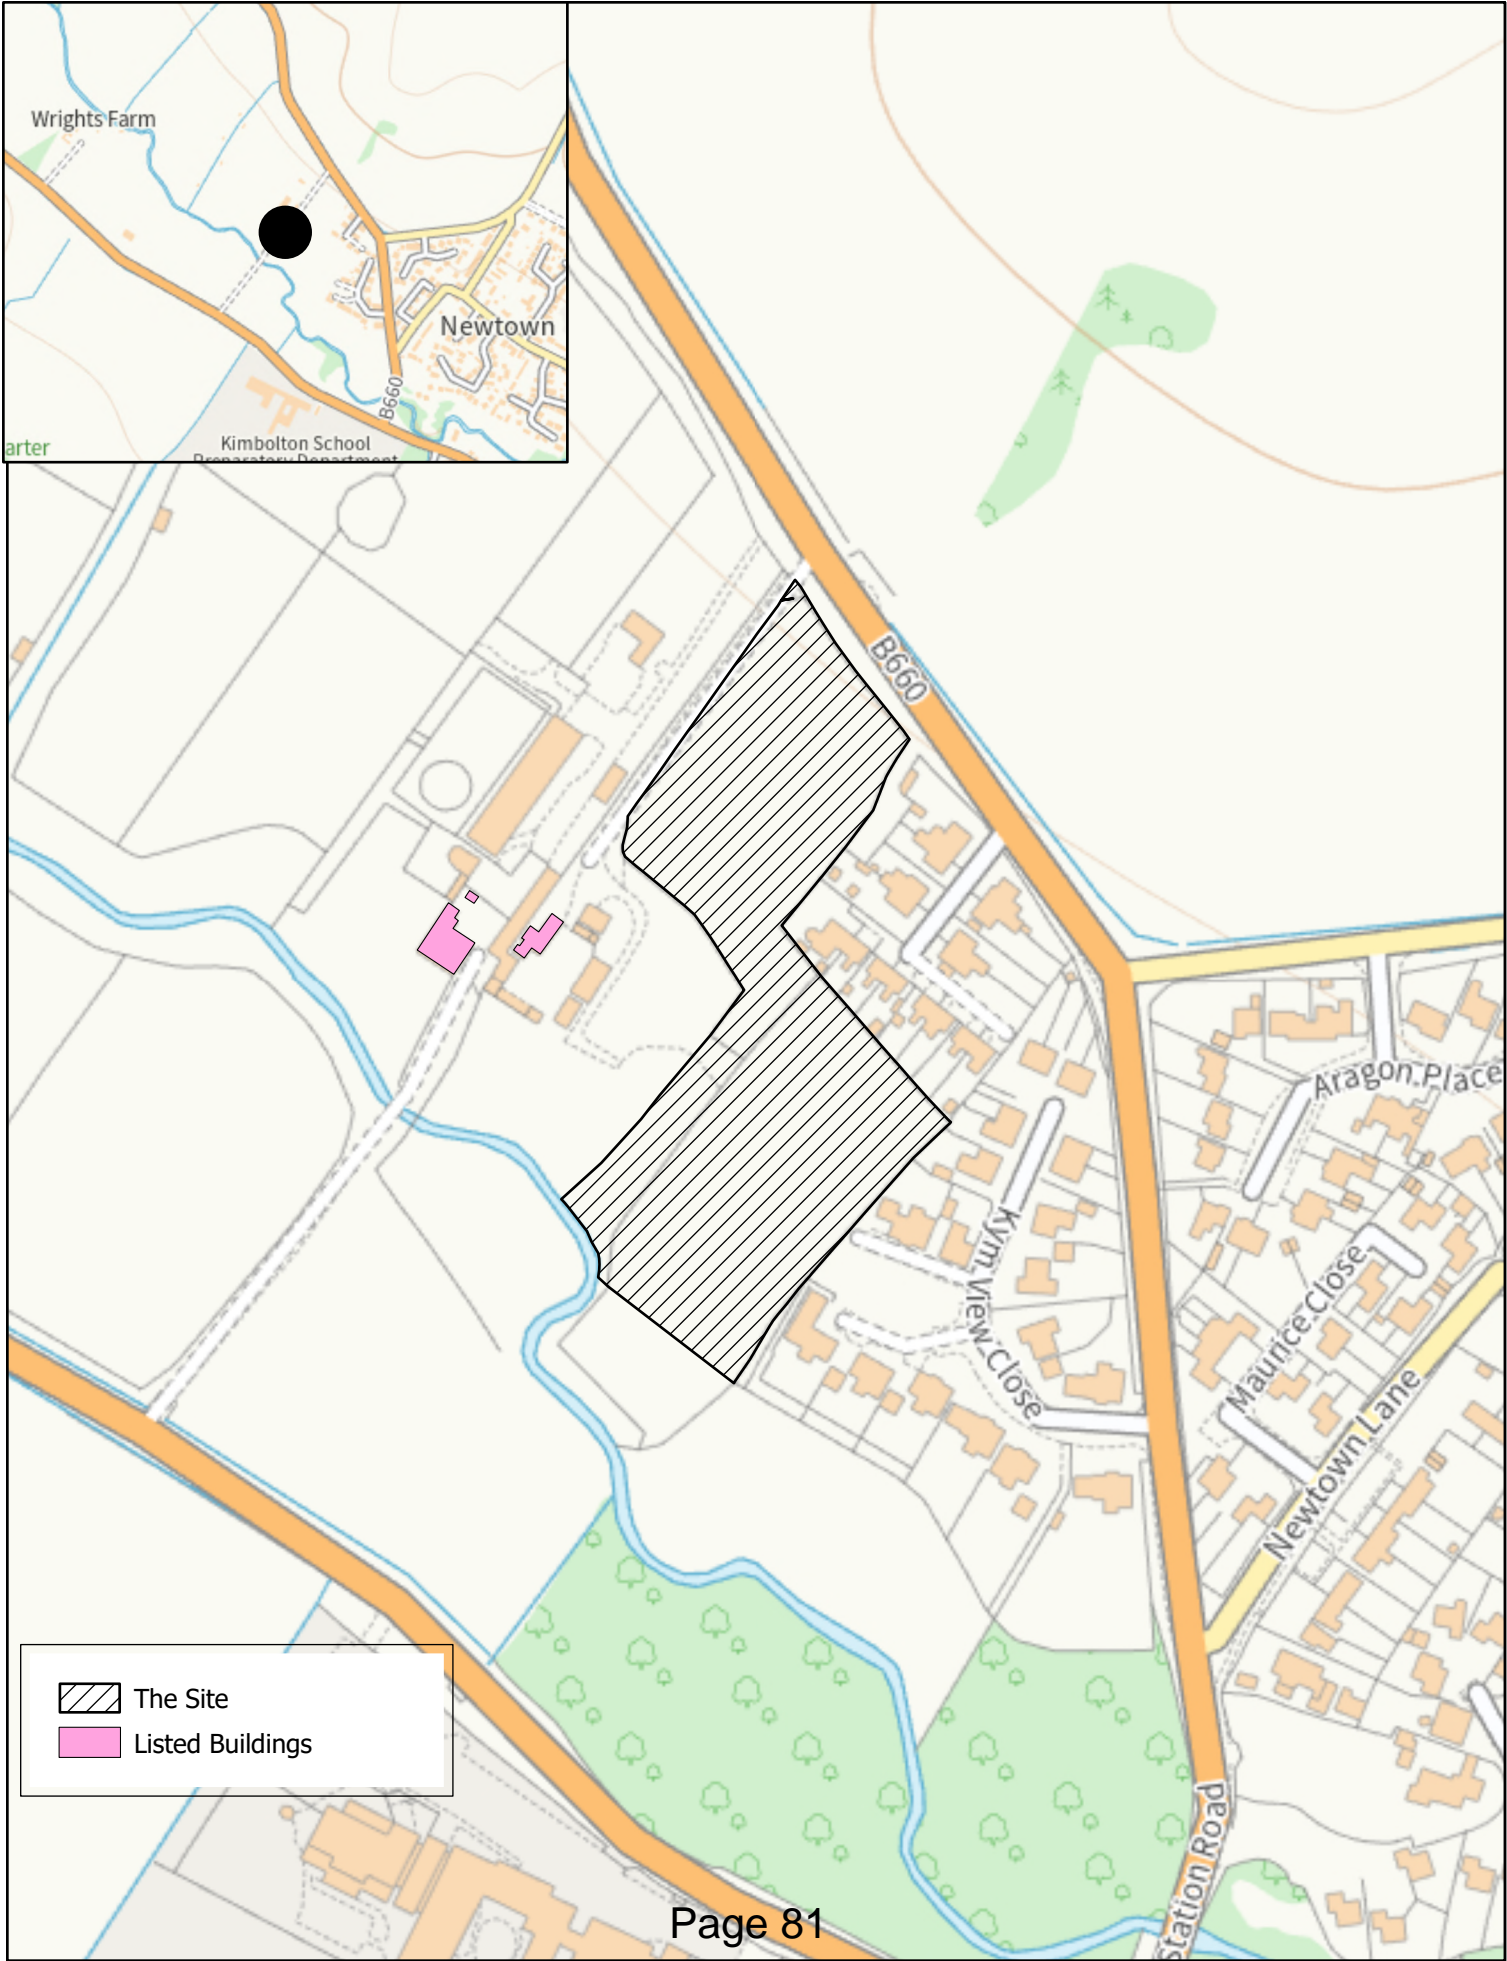 Wrights Farm
Newtown
B660
Kimbolton School
arter
B660
Aragon Place
Kym View Close
Maurice Close
Newtown Lane
The Site
Listed Buildings
Station Road
Page 81